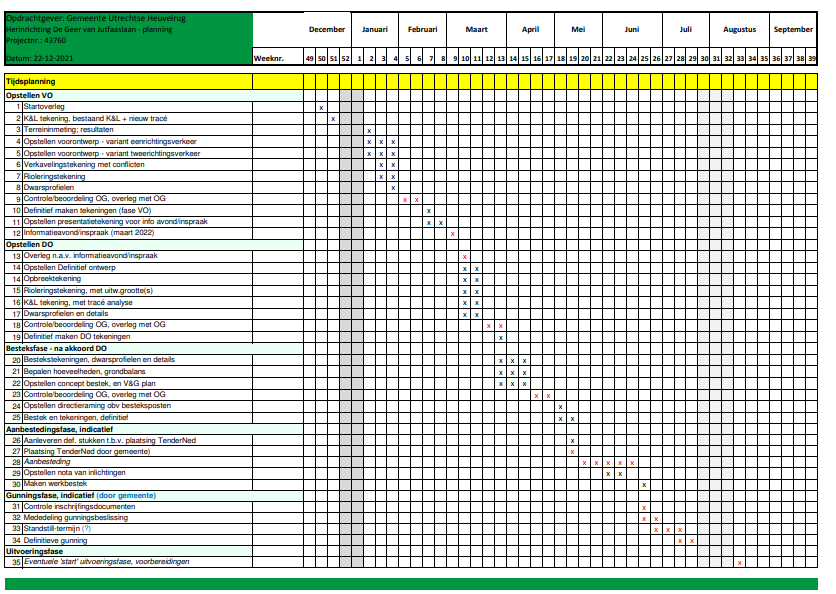 Opdrachtgever: Gemeente Utrechtse Heuvelrug
Herinrichting De Geer van Jutfaaslaan - planning
Projectnr.: 43760
Datum: 22-12-2021
December Januari Februari Maart April Mei Juni Juli Augustus September
Weeknr. 49 50 51 52 1 2 3 4 5 6 7 8 9 10 11 12 13 14 15 16 17 18 19 20 21 22 23 24 25 26 27 28 29 30 31 32 33 34 35 36 37 38 39
Tijdsplanning
Opstellen VO
1 Startoverleg x
2 K&L tekening, bestaand K&L + nieuw tracé x
3 Terreininmeting; resultaten x
4 Opstellen voorontwerp - variant eenrichtingsverkeer x x x
5 Opstellen voorontwerp - variant tweerichtingsverkeer x x x
6 Verkavelingstekening met conflicten x x
7 Rioleringstekening x x
8 Dwarsprofielen x
9 Controle/beoordeling OG, overleg met OG x x
10 Definitief maken tekeningen (fase VO) x
11 Opstellen presentatietekening voor info avond/inspraak x x
12 Informatieavond/inspraak (maart 2022) x
Opstellen DO
13 Overleg n.a.v. informatieavond/inspraak x
14 Opstellen Definitief ontwerp x x
14 Opbreektekening x x
15 Rioleringstekening, met uitw.grootte(s) x x
16 K&L tekening, met tracé analyse x x
17 Dwarsprofielen en details x x
18 Controle/beoordeling OG, overleg met OG x x
19 Definitief maken DO tekeningen x
Besteksfase - na akkoord DO
20 Bestekstekeningen, dwarsprofielen en details x x x
21 Bepalen hoeveelheden, grondbalans x x x
22 Opstellen concept bestek, en V&G plan x x x
23 Controle/beoordeling OG, overleg met OG x x
24 Opstellen directieraming obv besteksposten x
25 Bestek en tekeningen, definitief x x
Aanbestedingsfase, indicatief
26 Aanleveren def. stukken t.b.v. plaatsing TenderNed x
27 Plaatsing TenderNed door gemeente) x
28 Aanbesteding x x x x x
29 Opstellen nota van inlichtingen x x
30 Maken werkbestek x
Gunningsfase, indicatief (door gemeente)
31 Controle inschrijfingsdocumenten x
32 Mededeling gunningsbeslissing x x
33 Standstill-termijn (?) x x x
34 Definitieve gunning x x
Uitvoeringsfase
35 Eventuele 'start' uitvoeringsfase, voorbereidingen x